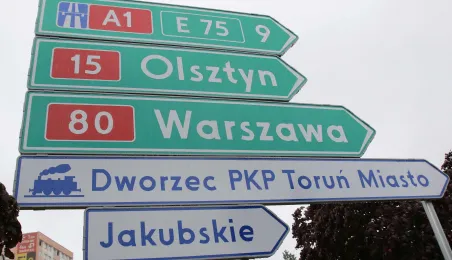 A1 E 75 9
15 Olsztyn
80 Warszawa
Dworzec PKP Toruń Miasto
Jakubskie